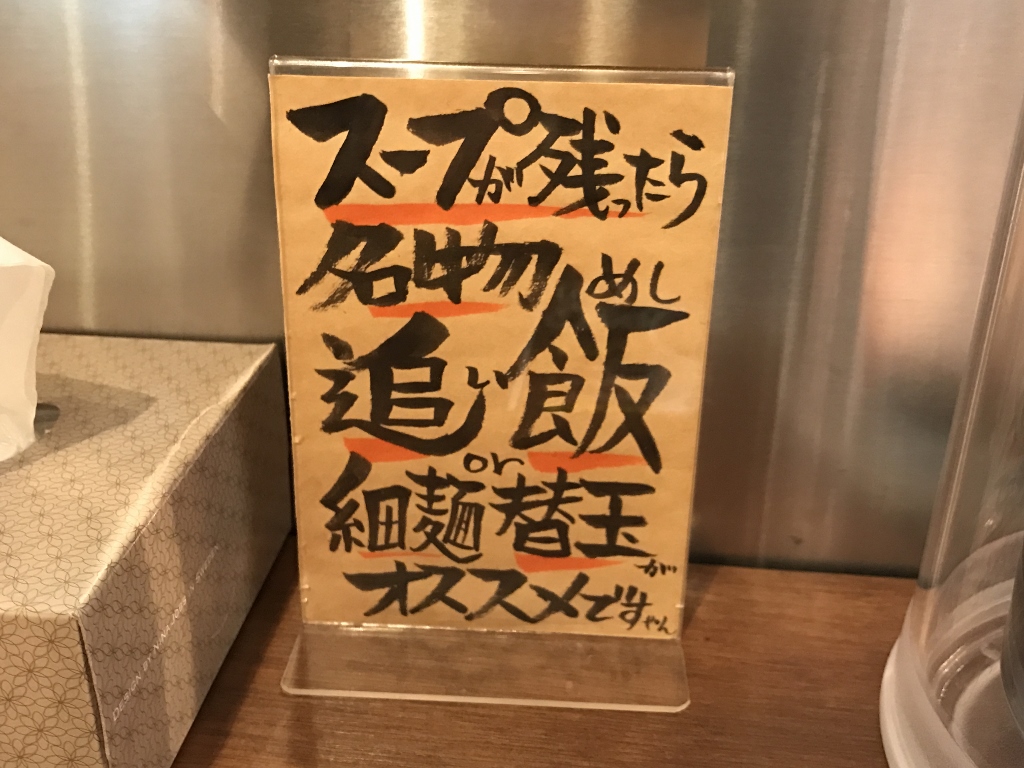 スープが残ったら
名物
めし
追い飯
or
細麺替玉が
オススメですやん